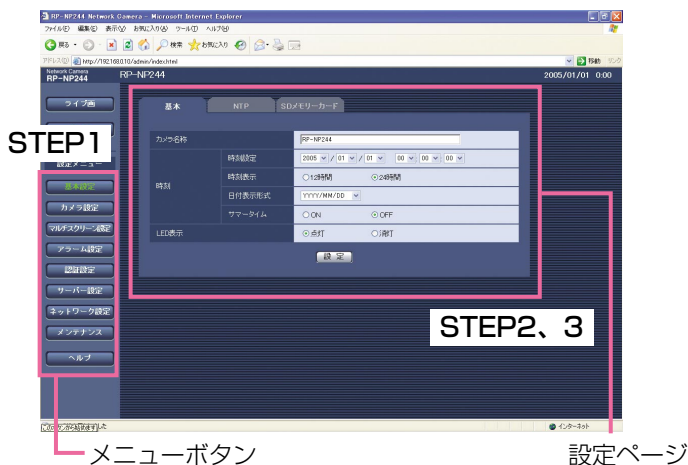 RP-NP244 Network Camera - Microsoft Internet Explorer
ファイル(F) 編集(E) 表示(V) お気に入り(A) ツール(T) ヘルプ(H)
戻る 検索 お気に入り
アドレス(D) http://192.168.0.10/admin/index.html 移動 リンク
Network Camera
RP-NP244
RP-NP244
2005/01/01 0:00
ライブ画
STEP1
設定メニュー
基本設定
カメラ設定
マルチスクリーン設定
アラーム設定
認証設定
サーバー設定
ネットワーク設定
メンテナンス
ヘルプ
基本 NTP SDメモリーカード
カメラ名称 RP-NP244
時刻
時刻設定 2005 / 01 / 01 00 : 00 : 00
時刻表示 12時間 24時間
日付表示形式 YYYY/MM/DD
サマータイム ON OFF
LED表示 点灯 消灯
設 定
STEP2、3
インターネット
メニューボタン
設定ページ